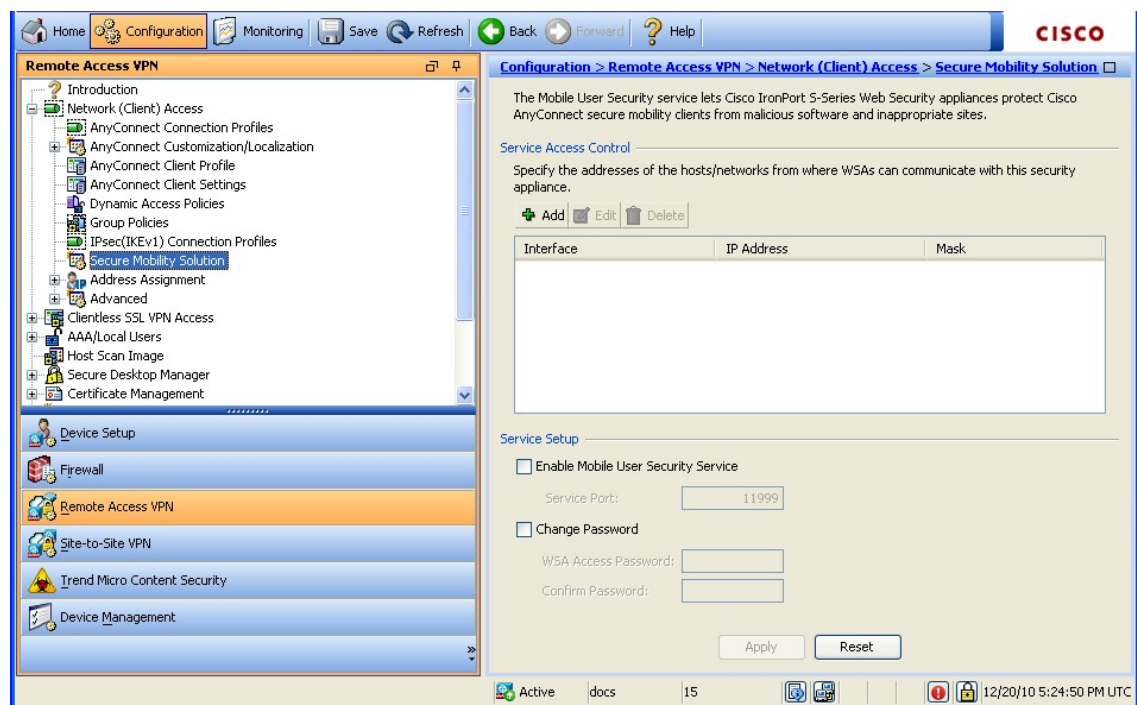 Home Configuration Monitoring Save Refresh Back Forward Help
CISCO
Remote Access VPN
Introduction
Network (Client) Access
AnyConnect Connection Profiles
AnyConnect Customization/Localization
AnyConnect Client Profile
AnyConnect Client Settings
Dynamic Access Policies
Group Policies
IPsec(IKEv1) Connection Profiles
Secure Mobility Solution
Address Assignment
Advanced
Clientless SSL VPN Access
AAA/Local Users
Host Scan Image
Secure Desktop Manager
Certificate Management
Device Setup
Firewall
Remote Access VPN
Site-to-Site VPN
Trend Micro Content Security
Device Management
»
Configuration > Remote Access VPN > Network (Client) Access > Secure Mobility Solution
The Mobile User Security service lets Cisco IronPort S-Series Web Security appliances protect Cisco
AnyConnect secure mobility clients from malicious software and inappropriate sites.
Service Access Control
Specify the addresses of the hosts/networks from where WSAs can communicate with this security
appliance.
Add Edit Delete
Interface IP Address Mask
Service Setup
Enable Mobile User Security Service
Service Port: 11999
Change Password
WSA Access Password:
Confirm Password:
Apply Reset
Active docs 15 12/20/10 5:24:50 PM UTC